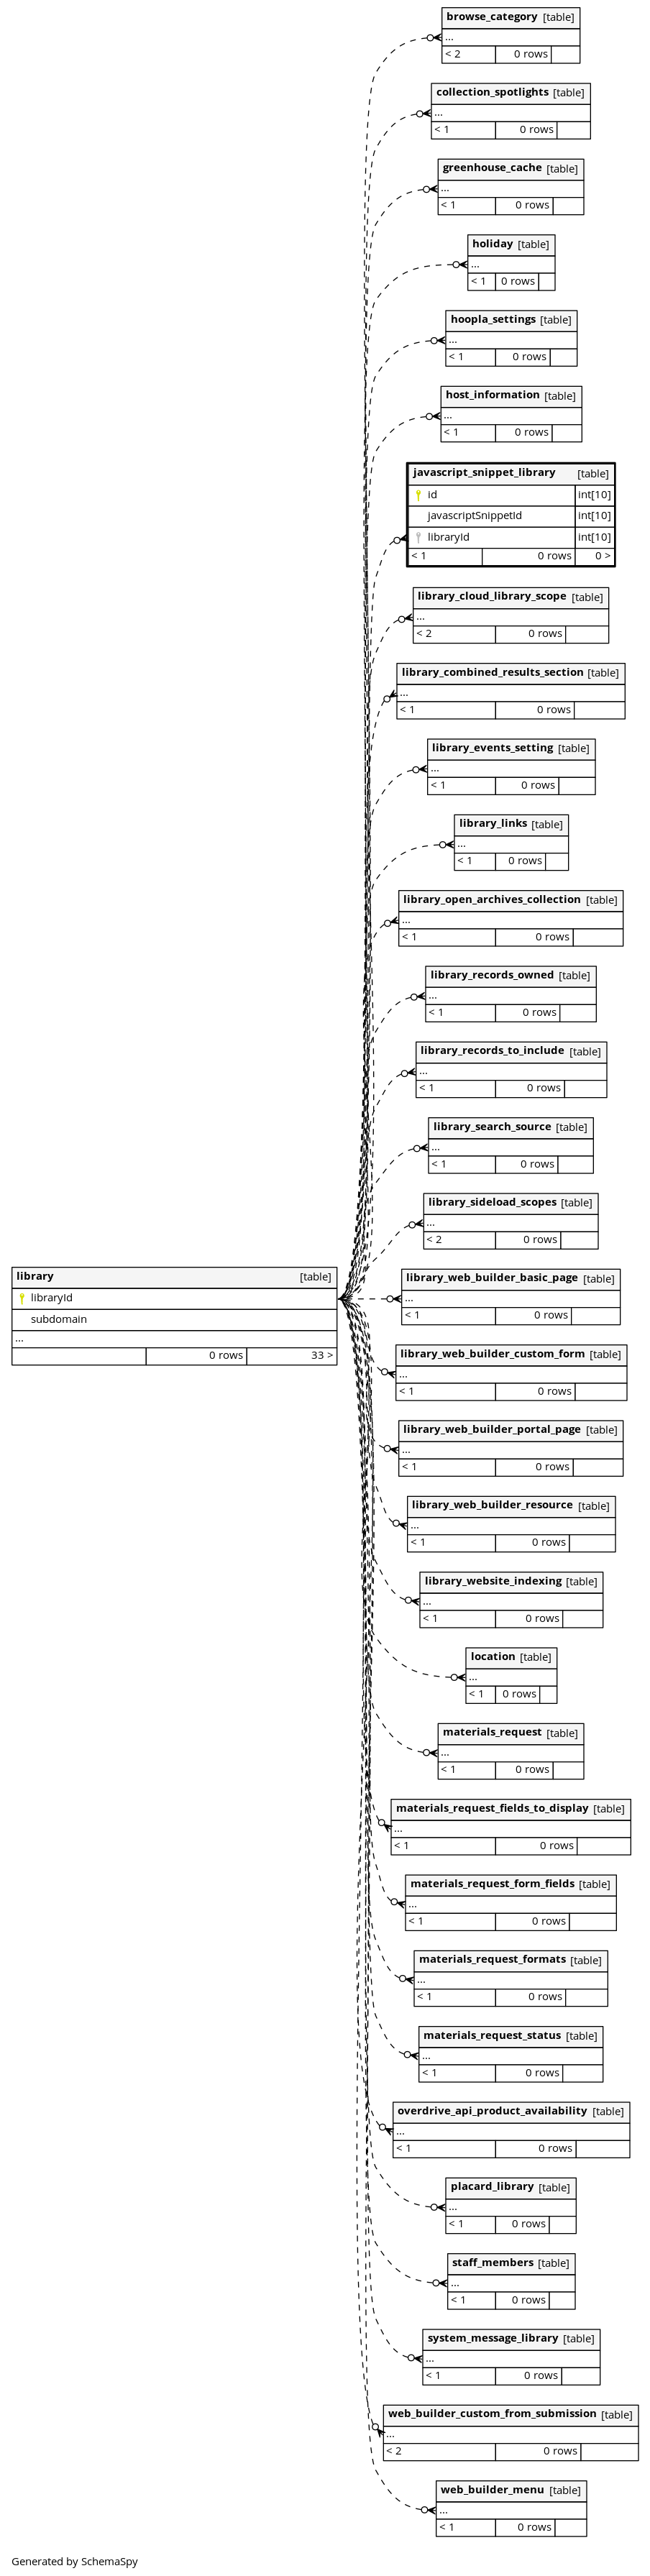 browse_category [table]
...
< 2 0 rows
collection_spotlights [table]
...
< 1 0 rows
greenhouse_cache [table]
...
< 1 0 rows
holiday [table]
...
< 1 0 rows
hoopla_settings [table]
...
< 1 0 rows
host_information [table]
...
< 1 0 rows
javascript_snippet_library [table]
id int[10]
javascriptSnippetId int[10]
libraryId int[10]
< 1 0 rows 0 >
library_cloud_library_scope [table]
...
< 2 0 rows
library_combined_results_section [table]
...
< 1 0 rows
library_events_setting [table]
...
< 1 0 rows
library_links [table]
...
< 1 0 rows
library_open_archives_collection [table]
...
< 1 0 rows
library_records_owned [table]
...
< 1 0 rows
library_records_to_include [table]
...
< 1 0 rows
library_search_source [table]
...
< 1 0 rows
library_sideload_scopes [table]
...
< 2 0 rows
library [table]
libraryId
subdomain
...
0 rows 33 >
library_web_builder_basic_page [table]
...
< 1 0 rows
library_web_builder_custom_form [table]
...
< 1 0 rows
library_web_builder_portal_page [table]
...
< 1 0 rows
library_web_builder_resource [table]
...
< 1 0 rows
library_website_indexing [table]
...
< 1 0 rows
location [table]
...
< 1 0 rows
materials_request [table]
...
< 1 0 rows
materials_request_fields_to_display [table]
...
< 1 0 rows
materials_request_form_fields [table]
...
< 1 0 rows
materials_request_formats [table]
...
< 1 0 rows
materials_request_status [table]
...
< 1 0 rows
overdrive_api_product_availability [table]
...
< 1 0 rows
placard_library [table]
...
< 1 0 rows
staff_members [table]
...
< 1 0 rows
system_message_library [table]
...
< 1 0 rows
web_builder_custom_from_submission [table]
...
< 2 0 rows
web_builder_menu [table]
...
< 1 0 rows
Generated by SchemaSpy